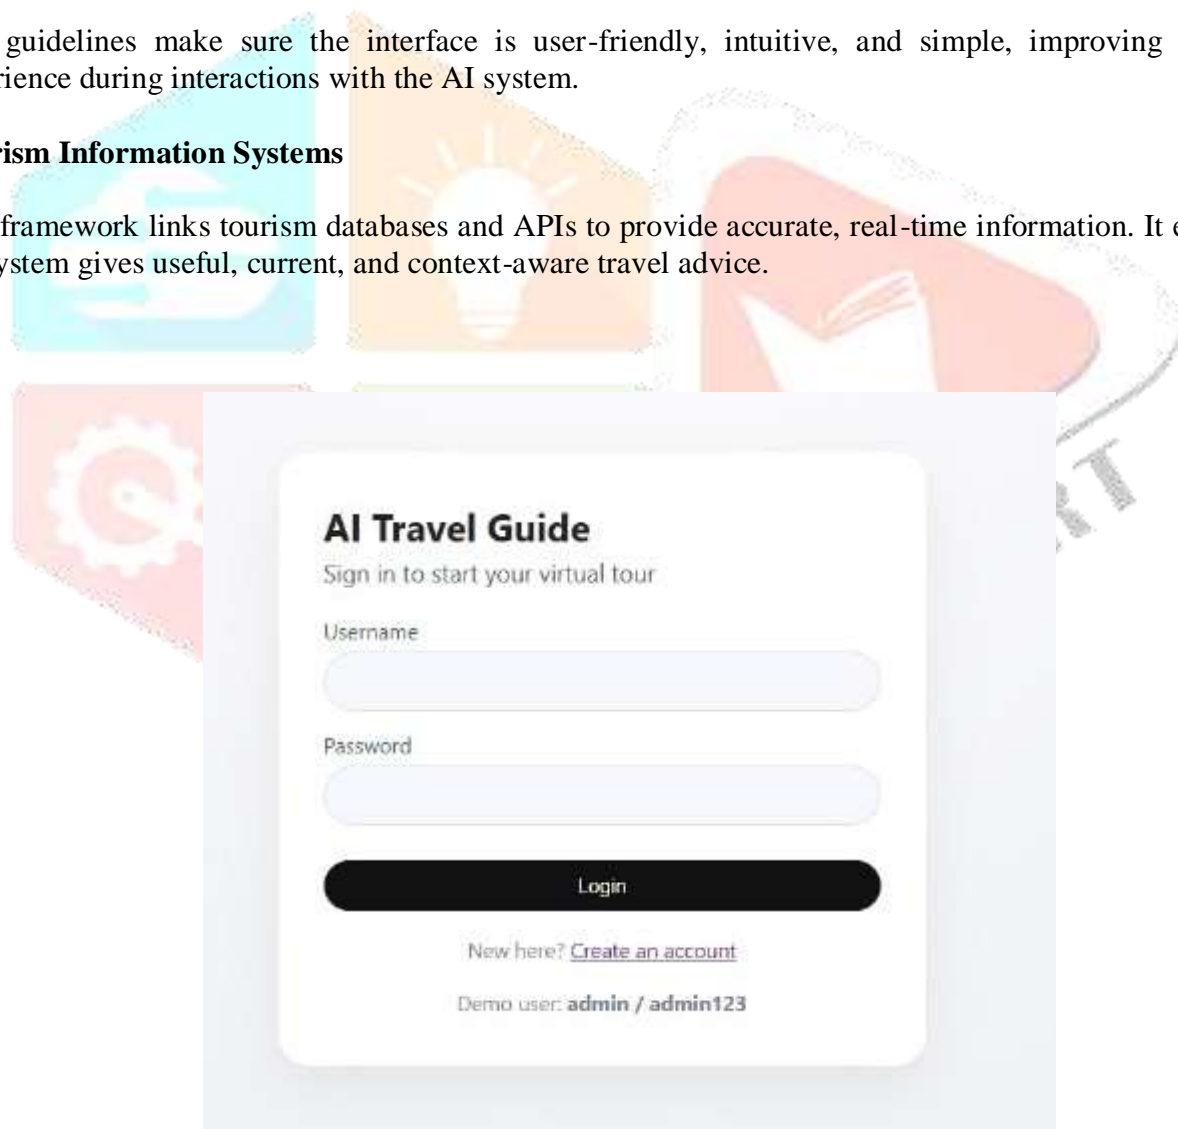 guidelines make sure the interface is user-friendly, intuitive, and simple, improving
rience during interactions with the AI system.
rism Information Systems
framework links tourism databases and APIs to provide accurate, real-time information. It e
ystem gives useful, current, and context-aware travel advice.
AI Travel Guide
Sign in to start your virtual tour
Username
Password
Login
New here? Create an account
Demo user: admin / admin123
RT